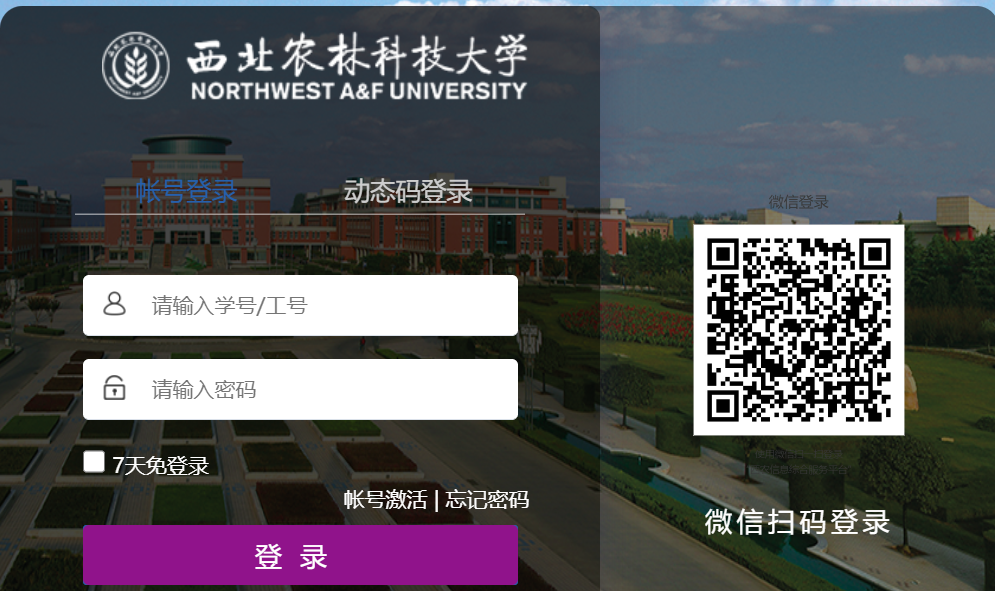 西北农林科技大学
NORTHWEST A&F UNIVERSITY
帐号登录
动态码登录
请输入学号/工号
请输入密码
7天免登录
帐号激活 | 忘记密码
登 录
微信登录
微信扫码登录